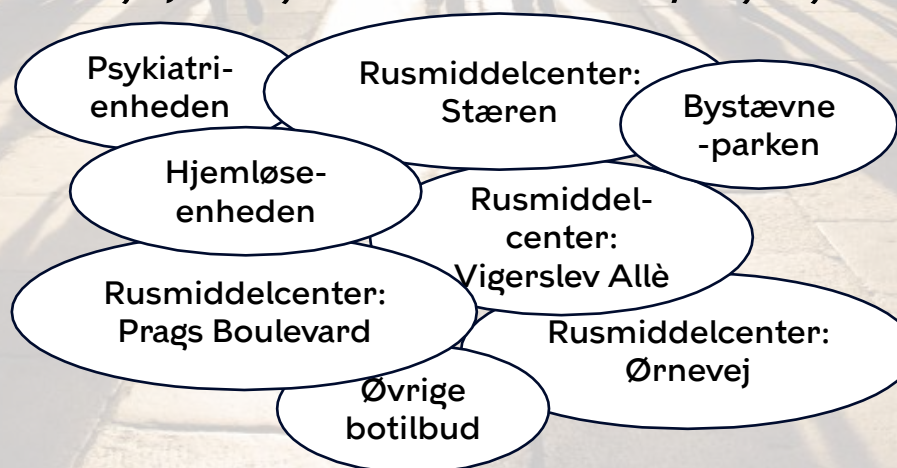 Psykiatri-
enheden
Rusmiddelcenter:
Stæren
Bystævne
-parken
Hjemløse-
enheden
Rusmiddel-
center:
Vigerslev Allè
Rusmiddelcenter:
Prags Boulevard
Rusmiddelcenter:
Ørnevej
Øvrige
botilbud